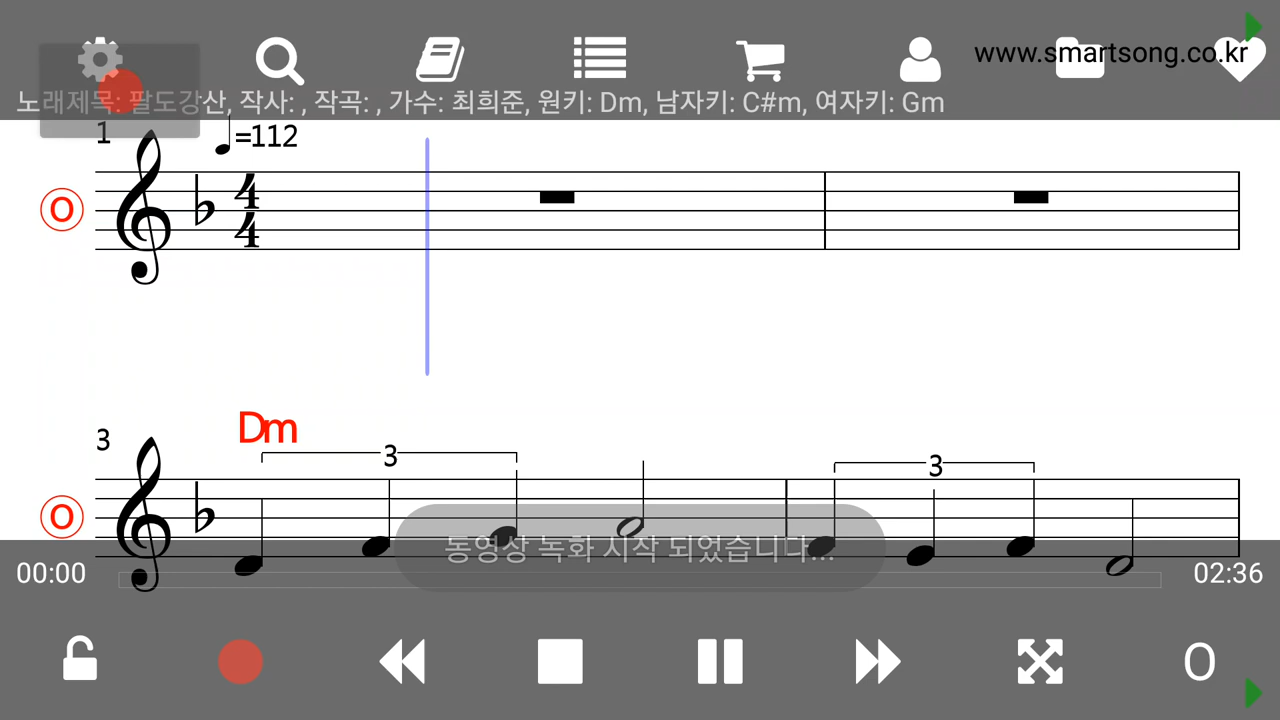 www.smartsong.co.kr
노래제목: 팔도강산, 작사: , 작곡: , 가수: 최희준, 원키: Dm, 남자키: C#m, 여자키: Gm
1
=112
4
4
O
Dm
3
3
3
O
동영상 녹화 시작 되었습니다...
00:00
02:36
O